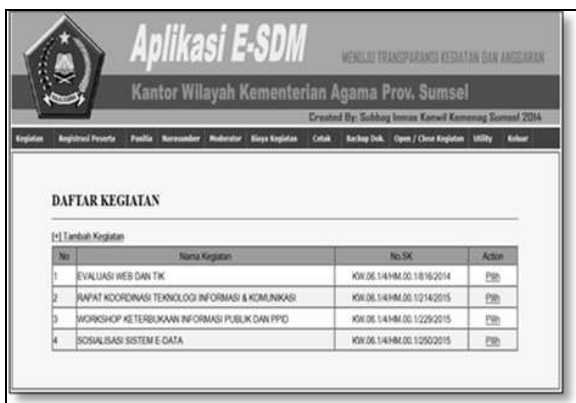 Aplikasi E-SDM
MENUJU TRANSPARANSI KEGIATAN DAN ANGGARAN
Kantor Wilayah Kementerian Agama Prov. Sumsel
Created By: Subbag Inmas Kanwil Kemenag Sumsel 2014
Kegiatan Registrasi Peserta Panitia Narasumber Moderator Biaya Kegiatan Cetak Backup Dok. Open / Close Kegiatan Utility Keluar
DAFTAR KEGIATAN
[+] Tambah Kegiatan
No Nama Kegiatan No.SK Action
1 EVALUASI WEB DAN TIK KW.06.1/4/HM.00.1/816/2014 Pilih
2 RAPAT KOORDINASI TEKNOLOGI INFORMASI & KOMUNIKASI KW.06.1/4/HM.00.1/214/2015 Pilih
3 WORKSHOP KETERBUKAAN INFORMASI PUBLIK DAN PPID KW.06.1/4/HM.00.1/229/2015 Pilih
4 SOSIALISASI SISTEM E-DATA KW.06.1/4/HM.00.1/250/2015 Pilih